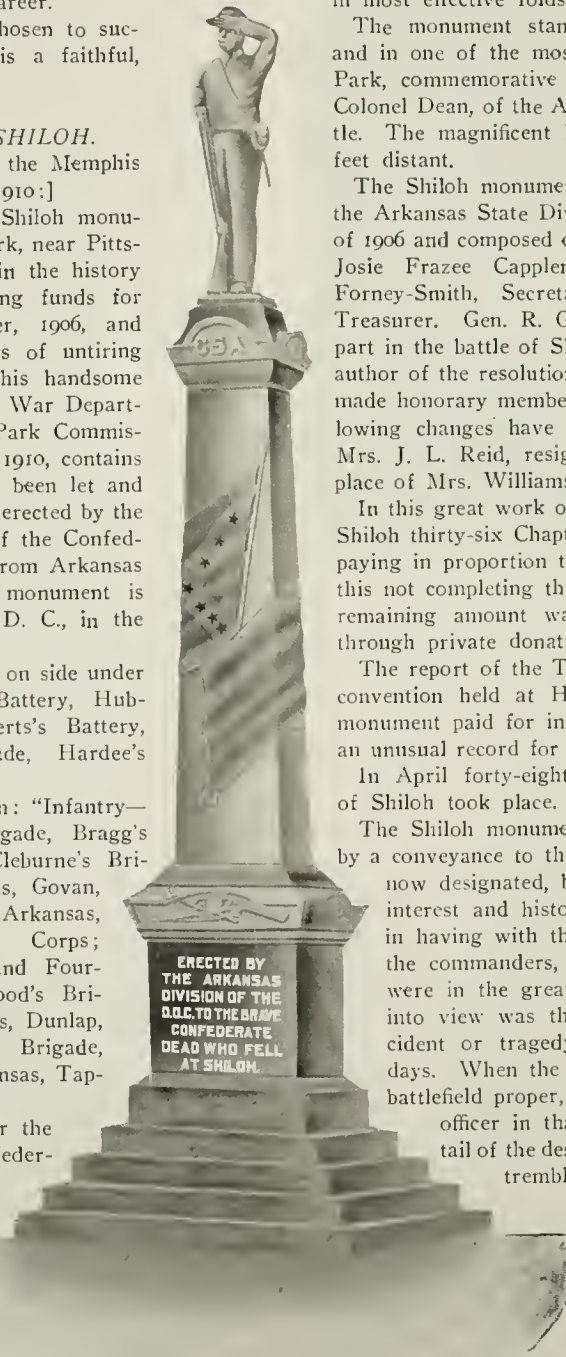 areer.
hosen to suc-
is a faithful,
SHILOH.
the Memphis
910:]
Shiloh monu-
rk, near Pitts-
in the history
ng funds for
er, 1906, and
s of untiring
his handsome
War Depart-
Park Commis-
1910, contains
been let and
erected by the
f the Confed-
rom Arkansas
monument is
D. C., in the
on side under
Battery, Hub-
erts's Battery,
de, Hardee's
n: "Infantry—
gade, Bragg's
Cleburne's Bri-
s, Govan,
Arkansas,
Corps;
nd Four-
ood's Bri-
s, Dunlap,
Brigade,
nsas, Tap-
r the
eder-
CSA
ERECTED BY
THE ARKANSAS
DIVISION OF THE
D.O.C. TO THE BRAVE
CONFEDERATE
DEAD WHO FELL
AT SHILOH.
in most effective folds
The monument stan
and in one of the mos
Park, commemorative
Colonel Dean, of the A
tle. The magnificent
feet distant.
The Shiloh monume
the Arkansas State Di
of 1906 and composed
Josie Frazee Cappler
Forney-Smith, Secreta
Treasurer. Gen. R. G
part in the battle of S
author of the resolution
made honorary membe
lowing changes have
Mrs. J. L. Reid, resig
place of Mrs. Williams
In this great work o
Shiloh thirty-six Chapt
paying in proportion t
this not completing th
remaining amount wa
through private donat
The report of the T
convention held at H
monument paid for in
an unusual record for
In April forty-eight
of Shiloh took place.
The Shiloh monume
by a conveyance to th
now designated, b
interest and histo
in having with th
the commanders,
were in the grea
into view was th
cident or tragedy
days. When the
battlefield proper,
officer in tha
tail of the des
trembl